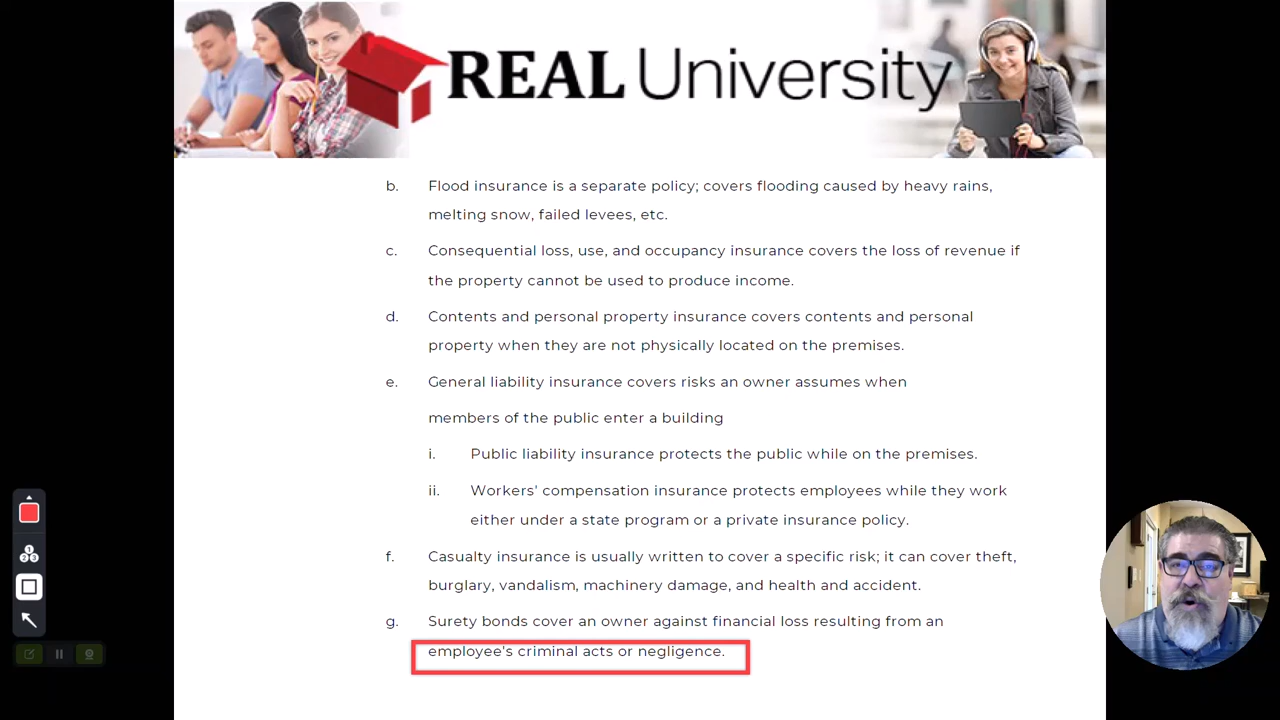 REAL University
b. Flood insurance is a separate policy; covers flooding caused by heavy rains,
melting snow, failed levees, etc.
c. Consequential loss, use, and occupancy insurance covers the loss of revenue if
the property cannot be used to produce income.
d. Contents and personal property insurance covers contents and personal
property when they are not physically located on the premises.
e. General liability insurance covers risks an owner assumes when
members of the public enter a building
i. Public liability insurance protects the public while on the premises.
ii. Workers' compensation insurance protects employees while they work
either under a state program or a private insurance policy.
f. Casualty insurance is usually written to cover a specific risk; it can cover theft,
burglary, vandalism, machinery damage, and health and accident.
g. Surety bonds cover an owner against financial loss resulting from an
employee's criminal acts or negligence.